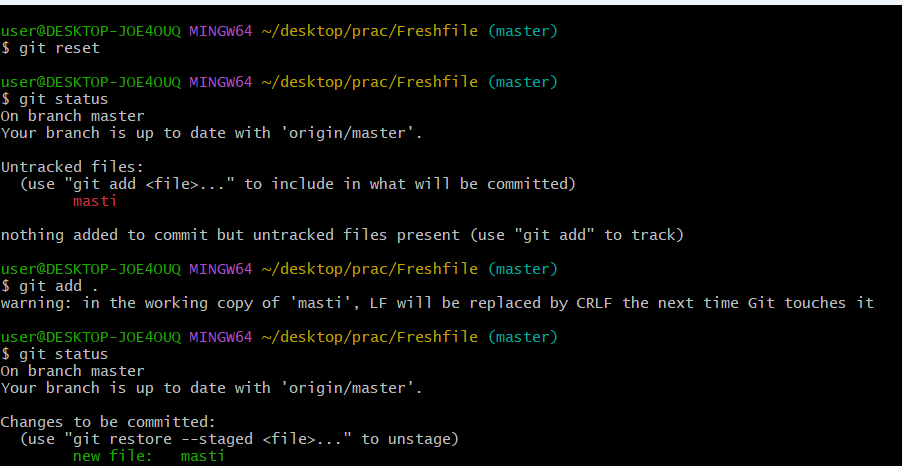 user@DESKTOP-JOE4OUQ MINGW64 ~/desktop/prac/Freshfile (master)
$ git reset
user@DESKTOP-JOE4OUQ MINGW64 ~/desktop/prac/Freshfile (master)
$ git status
On branch master
Your branch is up to date with 'origin/master'.
Untracked files:
  (use "git add <file>..." to include in what will be committed)
        masti
nothing added to commit but untracked files present (use "git add" to track)
user@DESKTOP-JOE4OUQ MINGW64 ~/desktop/prac/Freshfile (master)
$ git add .
warning: in the working copy of 'masti', LF will be replaced by CRLF the next time Git touches it
user@DESKTOP-JOE4OUQ MINGW64 ~/desktop/prac/Freshfile (master)
$ git status
On branch master
Your branch is up to date with 'origin/master'.
Changes to be committed:
  (use "git restore --staged <file>..." to unstage)
        new file:   masti